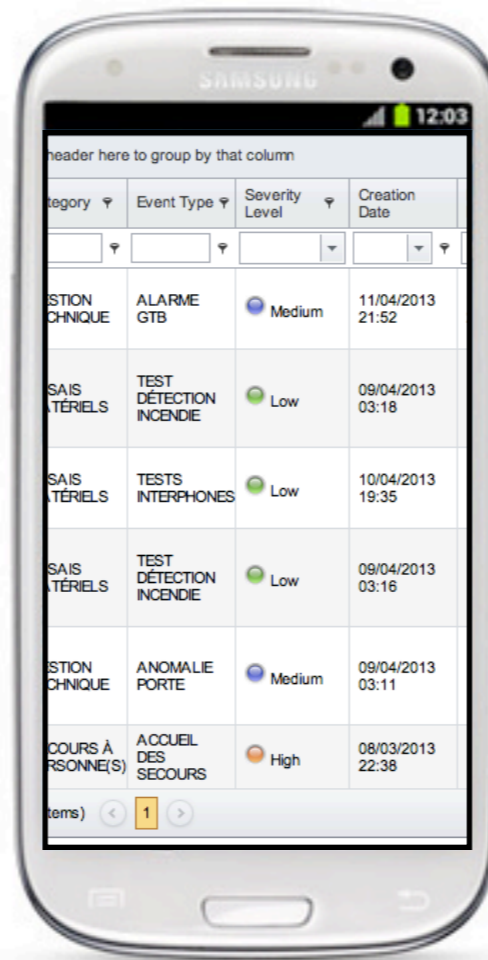 SAMSUNG
12:03
header here to group by that column
tegory Event Type Severity Level Creation Date
STION CHNIQUE ALARME GTB Medium 11/04/2013 21:52
SAIS TÉRIELS TEST DÉTECTION INCENDIE Low 09/04/2013 03:18
SAIS TÉRIELS TESTS INTERPHONES Low 10/04/2013 19:35
SAIS TÉRIELS TEST DÉTECTION INCENDIE Low 09/04/2013 03:16
STION CHNIQUE ANOMALIE PORTE Medium 09/04/2013 03:11
COURS À RSONNE(S) ACCUEIL DES SECOURS High 08/03/2013 22:38
tems) 1